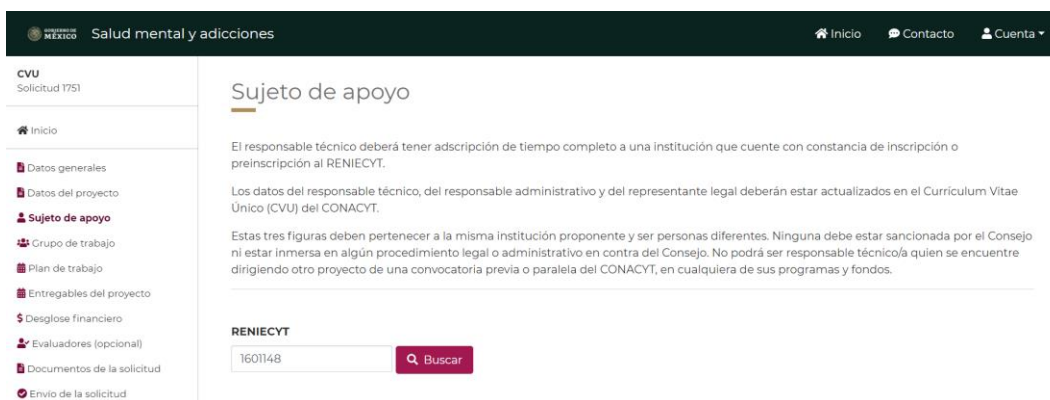 GOBIERNO DE
MÉXICO
Salud mental y adicciones
Inicio
Contacto
Cuenta
CVU
Solicitud 1751
Inicio
Datos generales
Datos del proyecto
Sujeto de apoyo
Grupo de trabajo
Plan de trabajo
Entregables del proyecto
Desglose financiero
Evaluadores (opcional)
Documentos de la solicitud
Envío de la solicitud
Sujeto de apoyo
El responsable técnico deberá tener adscripción de tiempo completo a una institución que cuente con constancia de inscripción o
preinscripción al RENIECYT.
Los datos del responsable técnico, del responsable administrativo y del representante legal deberán estar actualizados en el Currículum Vitae
Único (CVU) del CONACYT.
Estas tres figuras deben pertenecer a la misma institución proponente y ser personas diferentes. Ninguna debe estar sancionada por el Consejo
ni estar inmersa en algún procedimiento legal o administrativo en contra del Consejo. No podrá ser responsable técnico/a quien se encuentre
dirigiendo otro proyecto de una convocatoria previa o paralela del CONACYT, en cualquiera de sus programas y fondos.
RENIECYT
1601148
Buscar